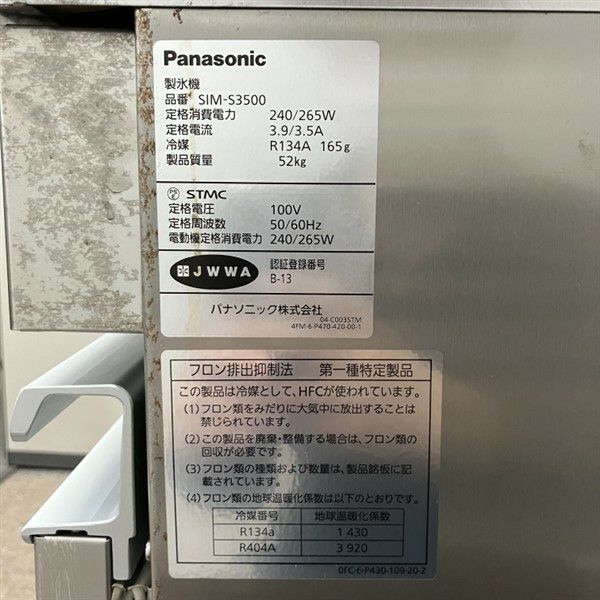 Panasonic
製氷機
品番 SIM-S3500
定格消費電力 240/265W
定格電流 3.9/3.5A
冷媒 R134A 165g
製品質量 52kg
PS E STMC
定格電圧 100V
定格周波数 50/60Hz
電動機定格消費電力 240/265W
JWWA 認証登録番号
B-13
パナソニック株式会社
04-C003STM
4FM-6-P470-420-00-1
フロン排出抑制法 第一種特定製品
この製品は冷媒として、HFCが使われています。
(1)フロン類をみだりに大気中に放出することは
禁じられています。
(2)この製品を廃棄・整備する場合は、フロン類の
回収が必要です。
(3)フロン類の種類および数量は、製品銘板に記
載されています。
(4)フロン類の地球温暖化係数は以下のとおりです。
冷媒番号 地球温暖化係数
R134a 1 430
R404A 3 920
0FC-6-P430-109-20-2